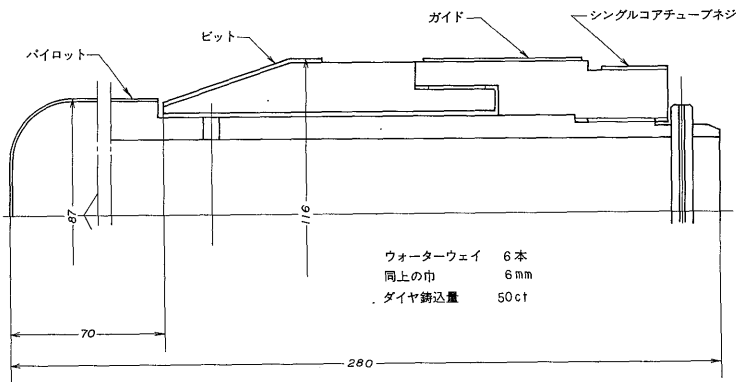 ガイド
シングルコアチューブネジ
ビット
パイロット
87
116
ウォーターウェイ 6本
同上の巾 6mm
ダイヤ鋳込量 50ct
70
280